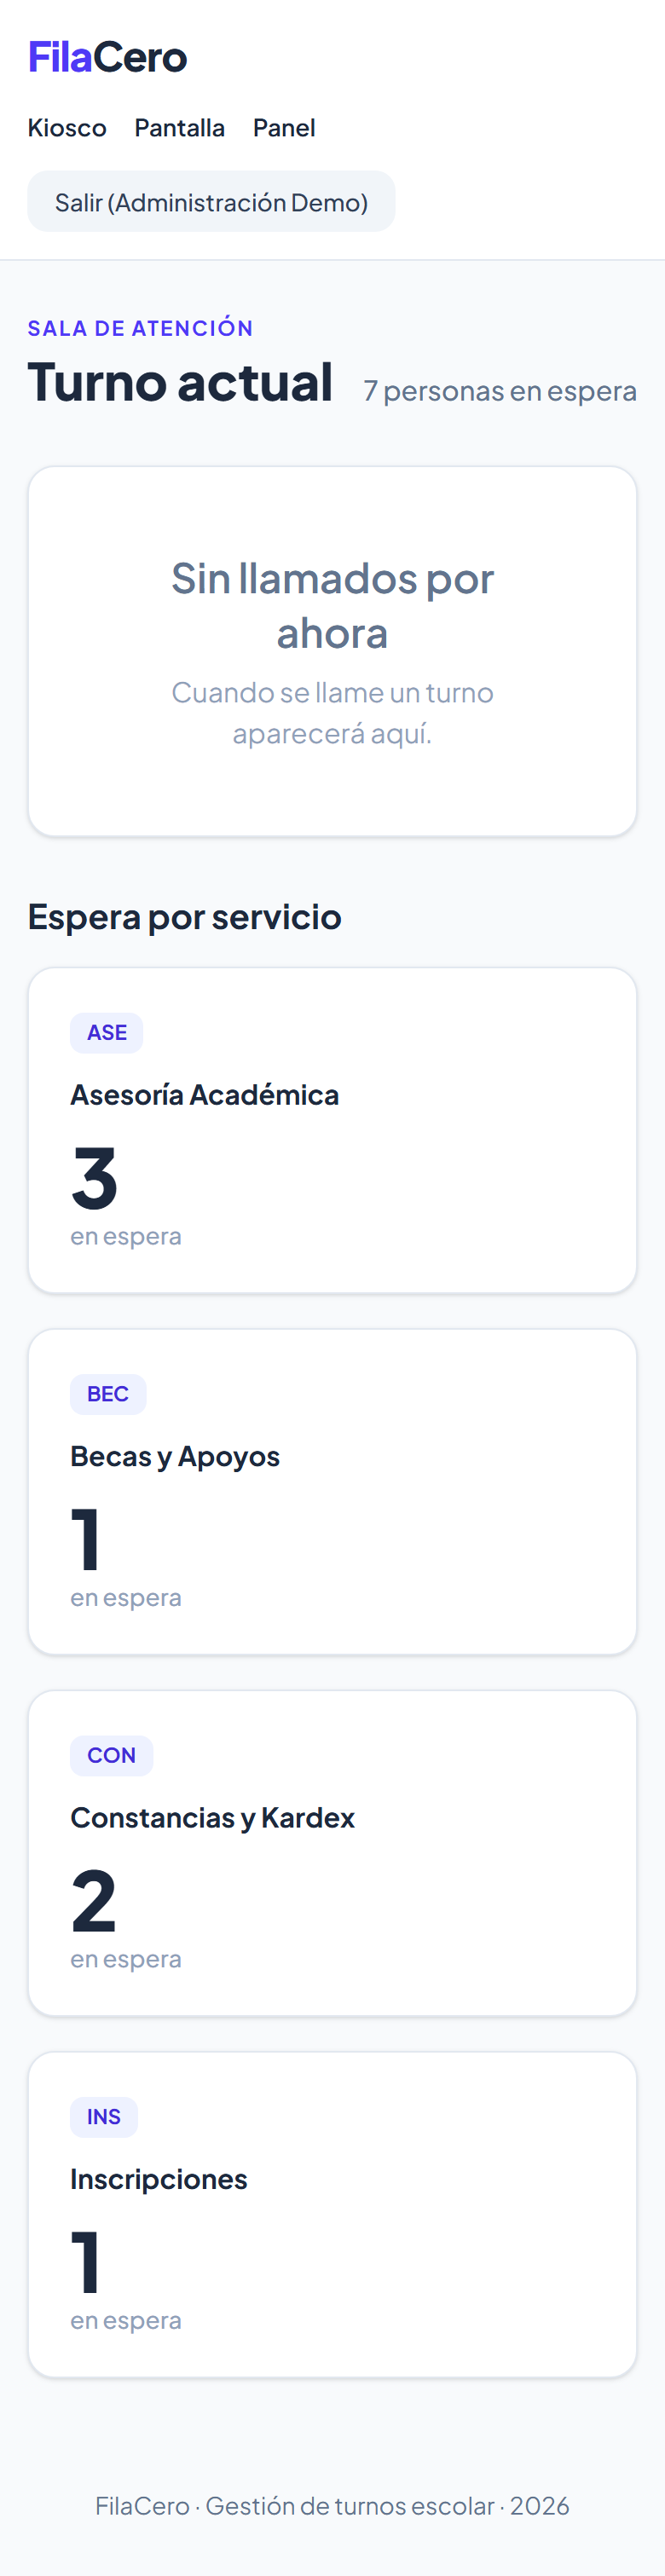 FilaCero
Kiosco Pantalla Panel
Salir (Administración Demo)
SALA DE ATENCIÓN
Turno actual 7 personas en espera
Sin llamados por
ahora
Cuando se llame un turno
aparecerá aquí.
Espera por servicio
ASE
Asesoría Académica
3
en espera
BEC
Becas y Apoyos
1
en espera
CON
Constancias y Kardex
2
en espera
INS
Inscripciones
1
en espera
FilaCero · Gestión de turnos escolar · 2026